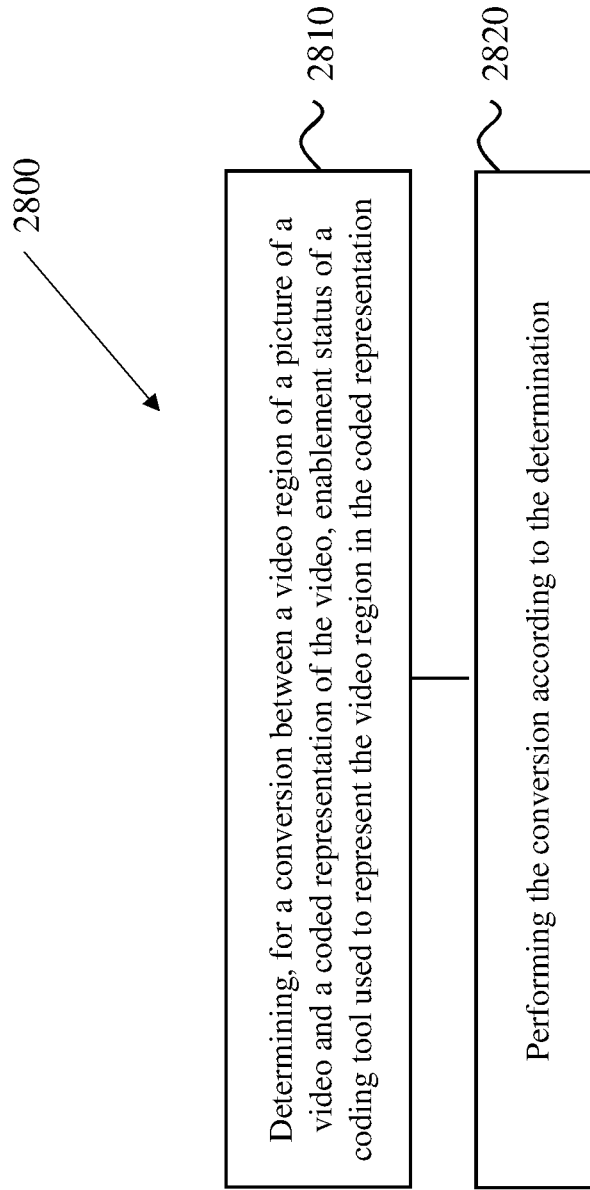 2800
Determining, for a conversion between a video region of a picture of a
video and a coded representation of the video, enablement status of a
coding tool used to represent the video region in the coded representation
2810
Performing the conversion according to the determination
2820